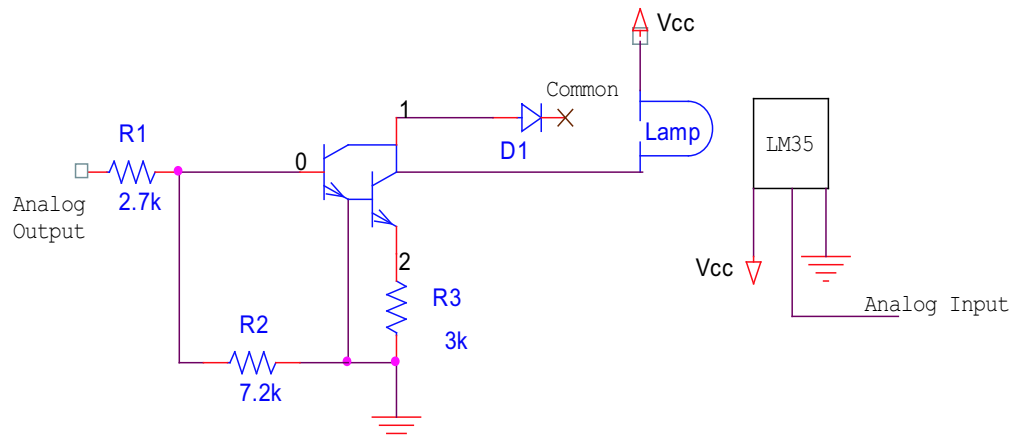 Vcc
Common
1
R1
D1
Lamp
LM35
0
2.7k
Analog
Output
2
Vcc
R3
Analog Input
R2
3k
7.2k